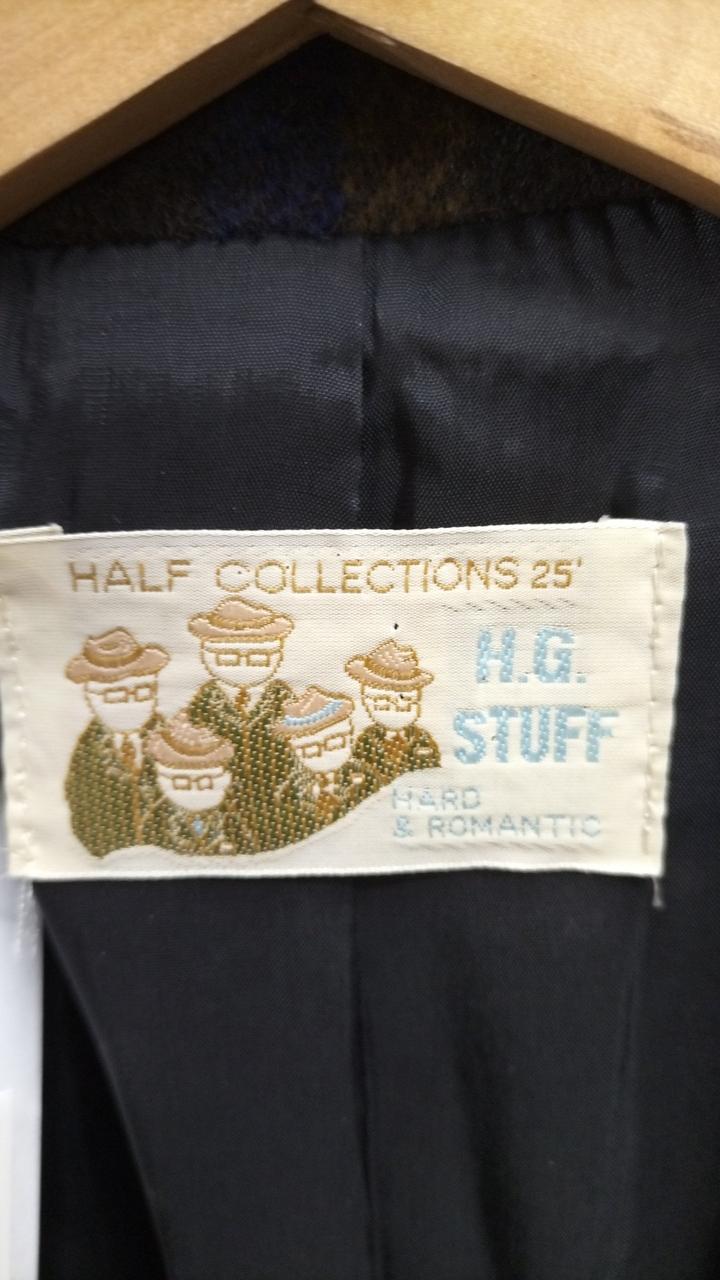 HALF COLLECTIONS 25'
H.G.
STUFF
HARD
& ROMANTIC